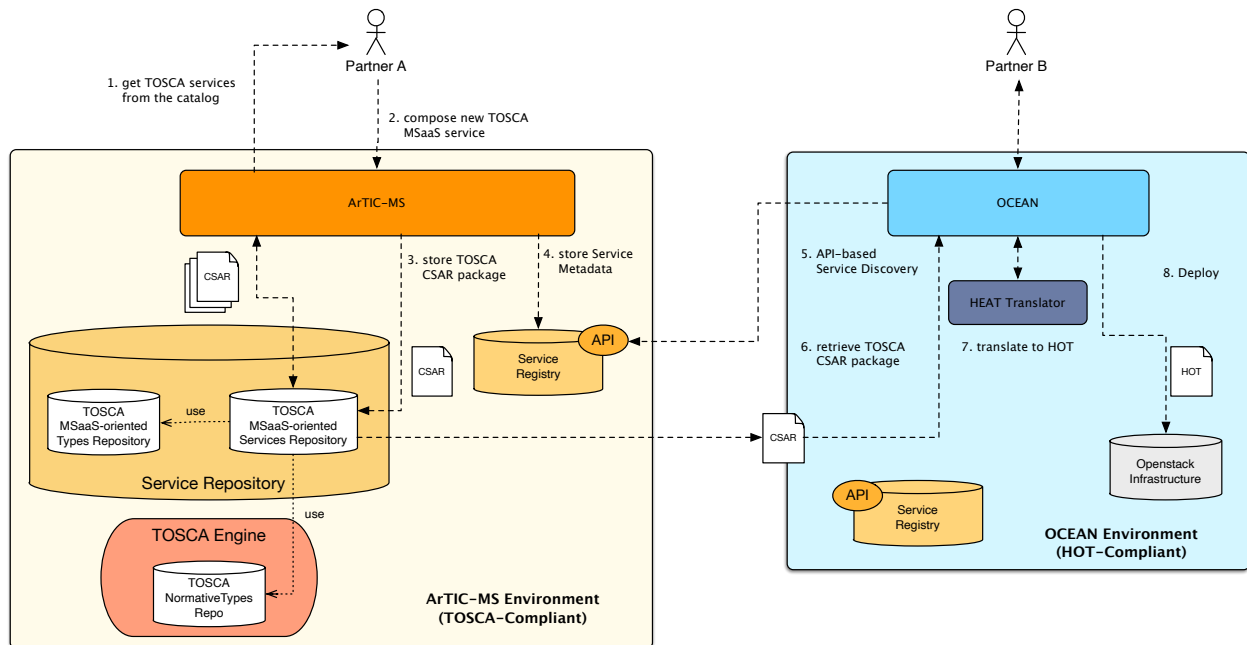 Partner A
Partner B
1. get TOSCA services
from the catalog
2. compose new TOSCA
MSaaS service
ArTIC-MS
OCEAN
CSAR
3. store TOSCA
CSAR package
4. store Service
Metadata
5. API-based
Service Discovery
8. Deploy
HEAT Translator
API
Service
Registry
6. retrieve TOSCA
CSAR package
7. translate to HOT
CSAR
HOT
TOSCA
MSaaS-oriented
Types Repository
use
TOSCA
MSaaS-oriented
Services Repository
CSAR
Openstack
Infrastructure
Service Repository
API
Service
Registry
use
TOSCA Engine
OCEAN Environment
(HOT-Compliant)
TOSCA
NormativeTypes
Repo
ArTIC-MS Environment
(TOSCA-Compliant)